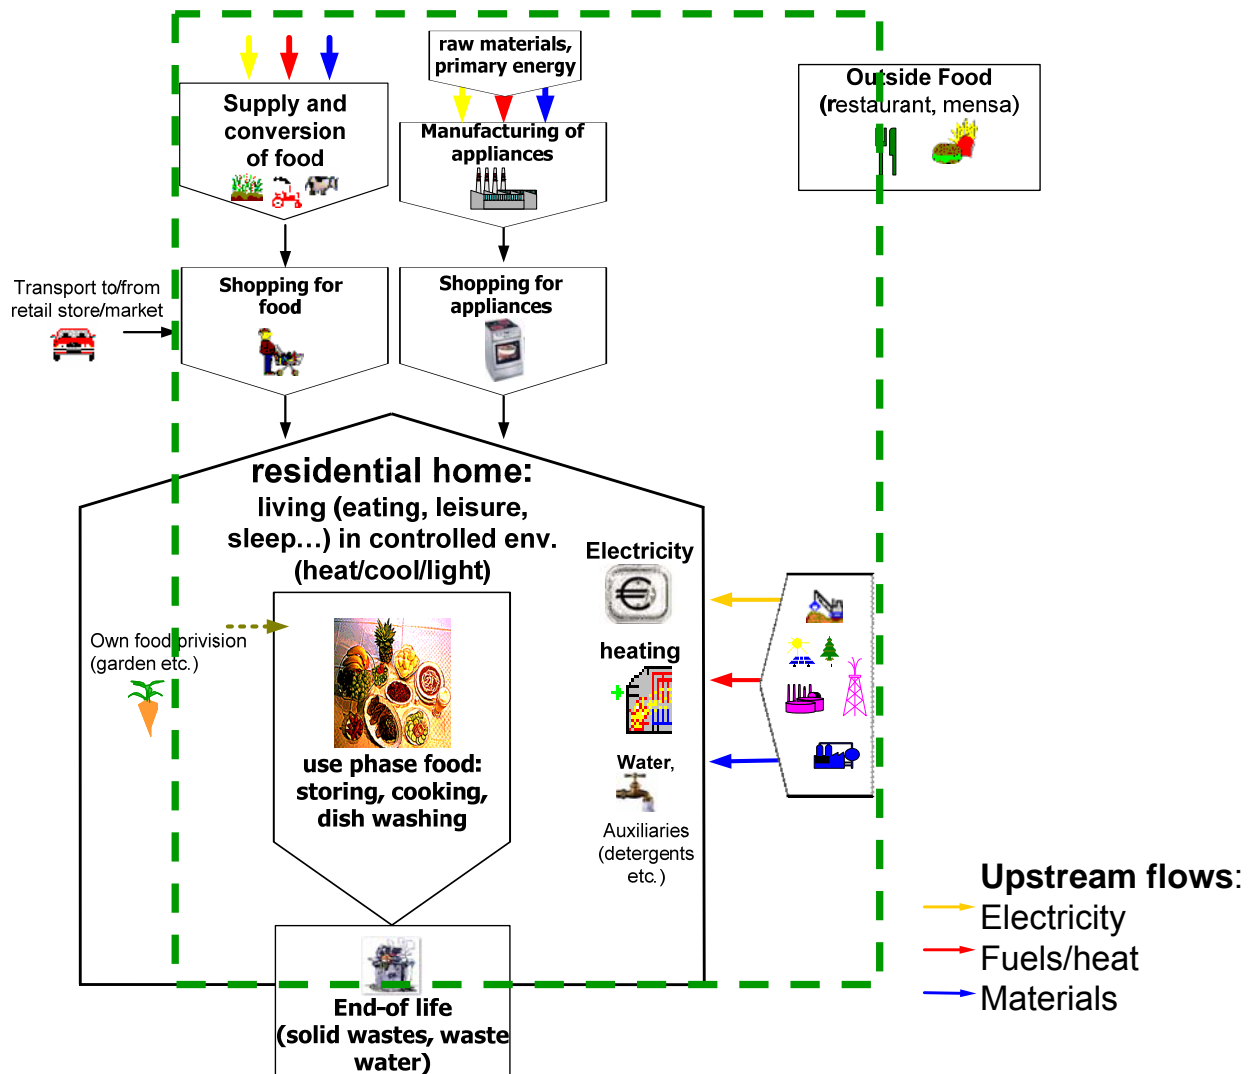 raw materials,
primary energy
Outside Food
(restaurant, mensa)
Supply and
conversion
of food
Manufacturing of
appliances
Transport to/from
retail store/market
Shopping for
food
Shopping for
appliances
residential home:
living (eating, leisure,
sleep...) in controlled env.
(heat/cool/light)
Electricity
Own food privision
(garden etc.)
heating
use phase food:
storing, cooking,
dish washing
Water,
Auxiliaries
(detergents
etc.)
Upstream flows:
Electricity
Fuels/heat
Materials
End-of life
(solid wastes, waste
water)